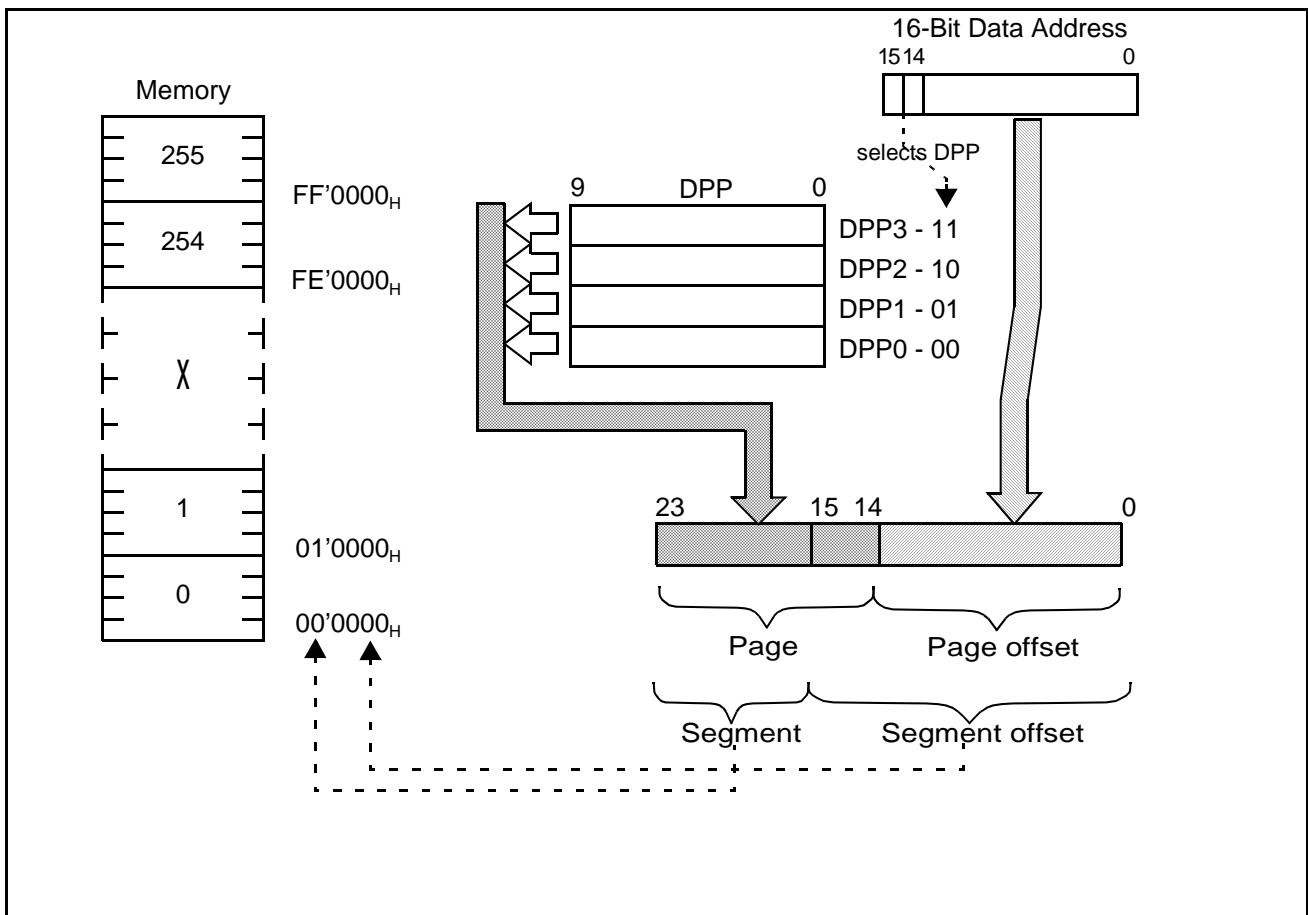 16-Bit Data Address
15 14 0
Memory
255
selects DPP
9 DPP 0
FF'0000H
DPP3 - 11
254
DPP2 - 10
FE'0000H
DPP1 - 01
DPP0 - 00
X
1
23 15 14 0
01'0000H
0
00'0000H
Page Page offset
Segment Segment offset